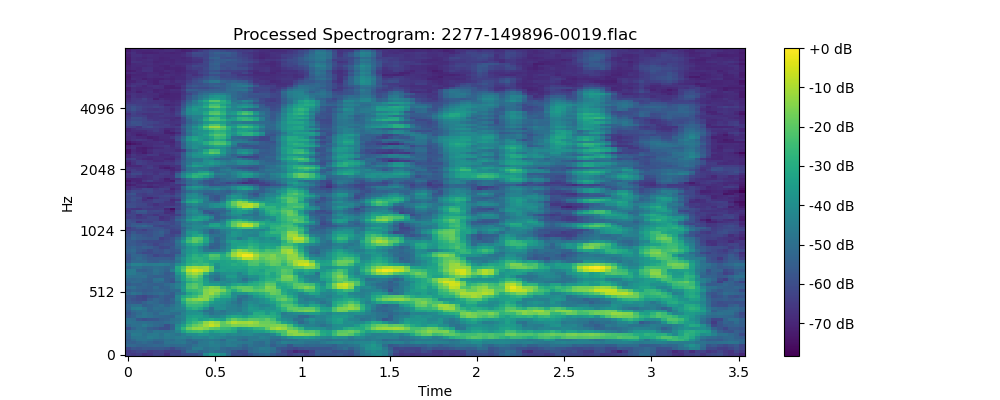 Processed Spectrogram: 2277-149896-0019.flac
+0 dB
-10 dB
-20 dB
-30 dB
-40 dB
-50 dB
-60 dB
-70 dB
Hz
4096
2048
1024
512
0
0 0.5 1 1.5 2 2.5 3 3.5
Time